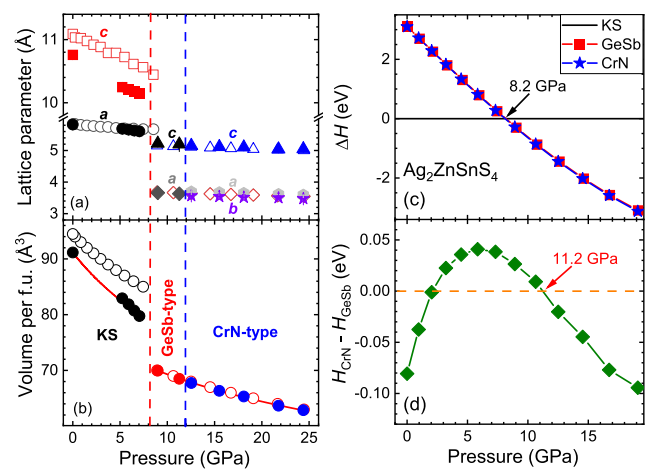 Lattice parameter (Å)
11
10
5
4
3
c
a
c
c
a
a
b
(a)
Volume per f.u. (Å³)
90
80
70
KS
GeSb-type
CrN-type
(b)
0
5
10
15
20
25
Pressure (GPa)
ΔH (eV)
2
0
-2
KS
GeSb
CrN
8.2 GPa
Ag₂ZnSnS₄
(c)
H_CrN - H_GeSb (eV)
0.05
0.00
-0.05
-0.10
11.2 GPa
(d)
0
5
10
15
Pressure (GPa)